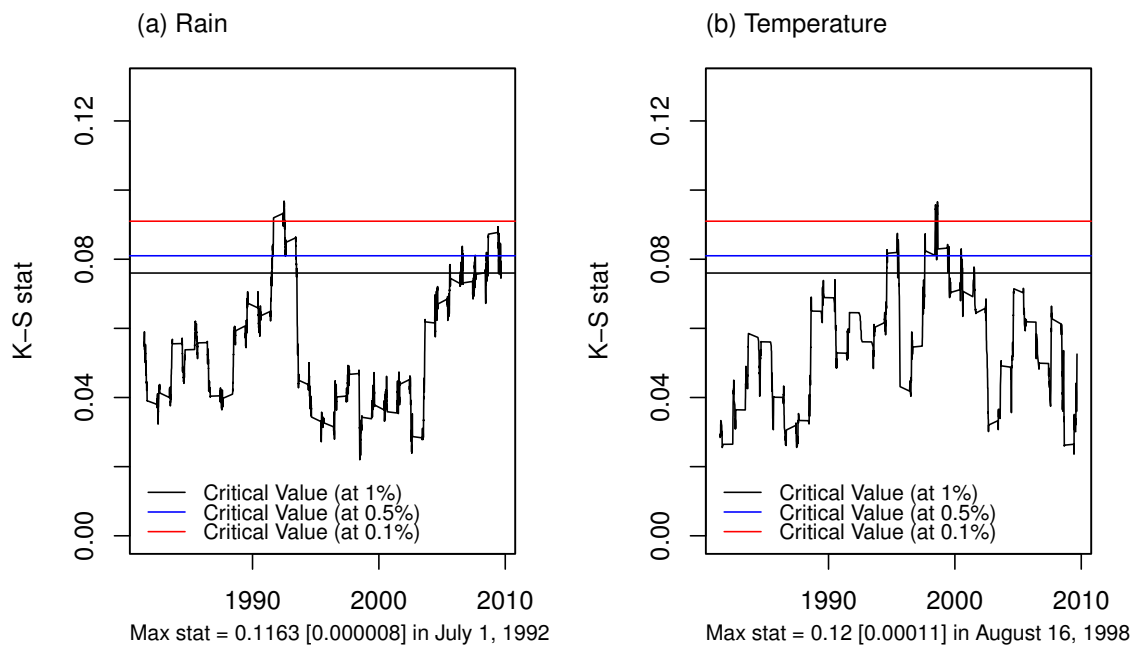 (a) Rain
K−S stat
0.12
0.08
0.04
0.00
Critical Value (at 1%)
Critical Value (at 0.5%)
Critical Value (at 0.1%)
1990 2000 2010
Max stat = 0.1163 [0.000008] in July 1, 1992
(b) Temperature
K−S stat
0.12
0.08
0.04
0.00
Critical Value (at 1%)
Critical Value (at 0.5%)
Critical Value (at 0.1%)
1990 2000 2010
Max stat = 0.12 [0.00011] in August 16, 1998